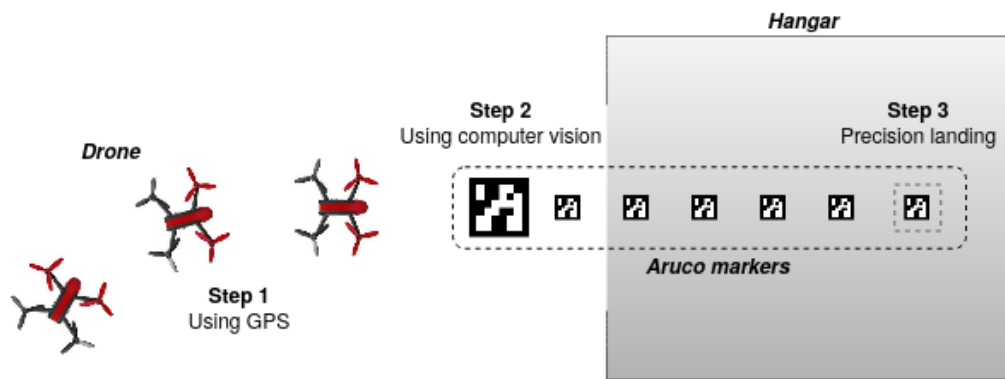 Hangar
Step 2
Using computer vision
Step 3
Precision landing
Drone
Aruco markers
Step 1
Using GPS